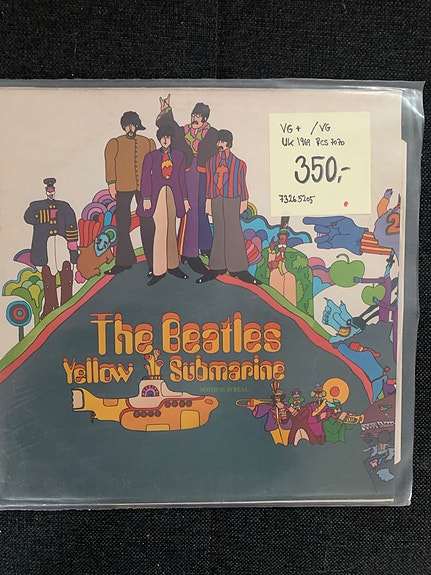 VG+ /VG
UK 1969 PCS 7070
350,-
73265205
The Beatles
Yellow Submarine
NOTHING IS REAL